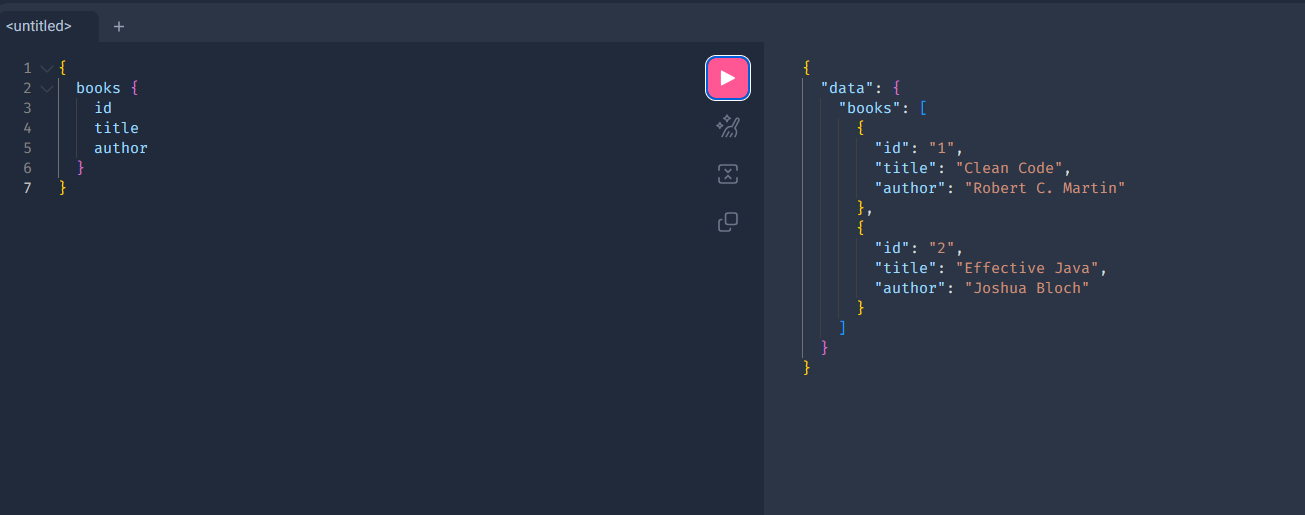 <untitled>
+
1 {
2 books {
3 id
4 title
5 author
6 }
7 }
{
"data": {
"books": [
{
"id": "1",
"title": "Clean Code",
"author": "Robert C. Martin"
},
{
"id": "2",
"title": "Effective Java",
"author": "Joshua Bloch"
}
]
}
}